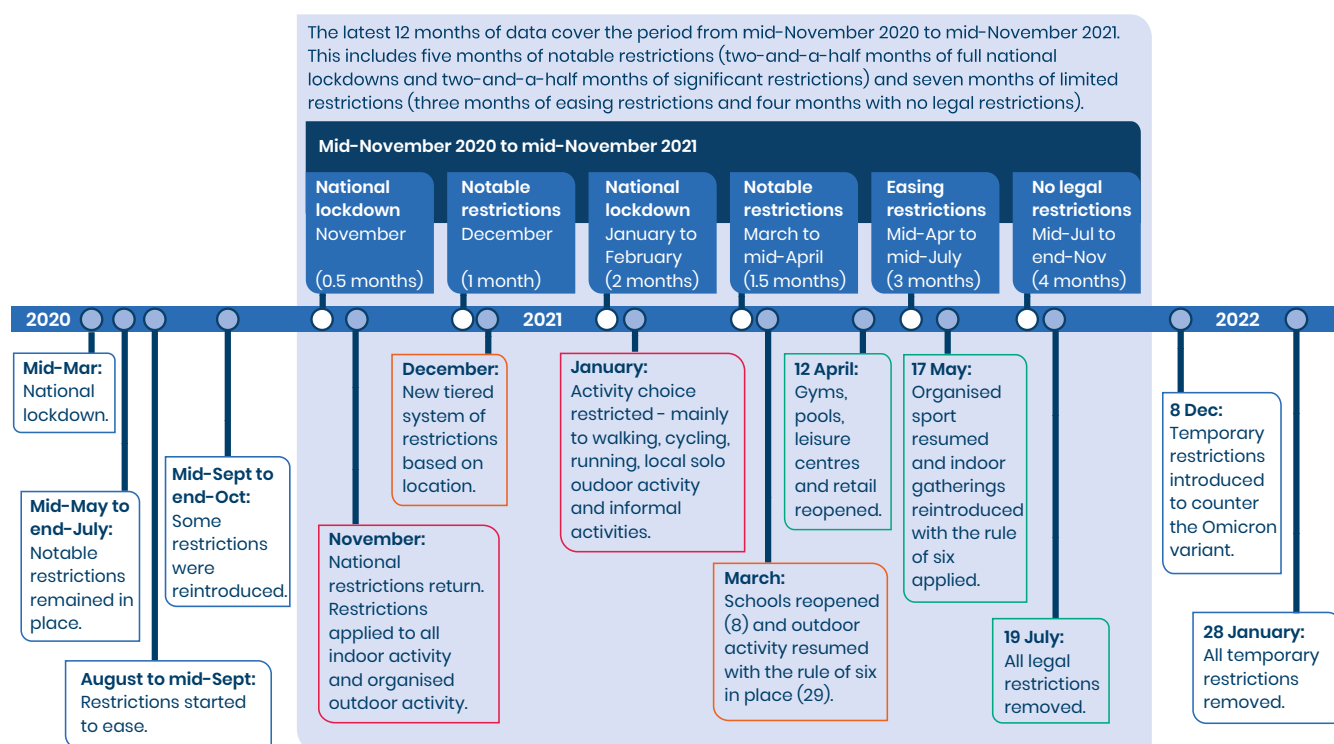 The latest 12 months of data cover the period from mid-November 2020 to mid-November 2021.
This includes five months of notable restrictions (two-and-a-half months of full national
lockdowns and two-and-a-half months of significant restrictions) and seven months of limited
restrictions (three months of easing restrictions and four months with no legal restrictions).
Mid-November 2020 to mid-November 2021
National
lockdown
November
(0.5 months)
Notable
restrictions
December
(1 month)
National
lockdown
January to
February
(2 months)
Notable
restrictions
March to
mid-April
(1.5 months)
Easing
restrictions
Mid-Apr to
mid-July
(3 months)
No legal
restrictions
Mid-Jul to
end-Nov
(4 months)
2020
2021
2022
Mid-Mar:
National
lockdown.
Mid-May to
end-July:
Notable
restrictions
remained in
place.
August to mid-Sept:
Restrictions started
to ease.
Mid-Sept to
end-Oct:
Some
restrictions
were
reintroduced.
November:
National
restrictions return.
Restrictions
applied to all
indoor activity
and organised
outdoor activity.
December:
New tiered
system of
restrictions
based on
location.
January:
Activity choice
restricted - mainly
to walking, cycling,
running, local solo
oudoor activity
and informal
activities.
March:
Schools reopened
(8) and outdoor
activity resumed
with the rule of six
in place (29).
12 April:
Gyms,
pools,
leisure
centres
and retail
reopened.
17 May:
Organised
sport
resumed
and indoor
gatherings
reintroduced
with the rule
of six
applied.
19 July:
All legal
restrictions
removed.
8 Dec:
Temporary
restrictions
introduced
to counter
the Omicron
variant.
28 January:
All temporary
restrictions
removed.